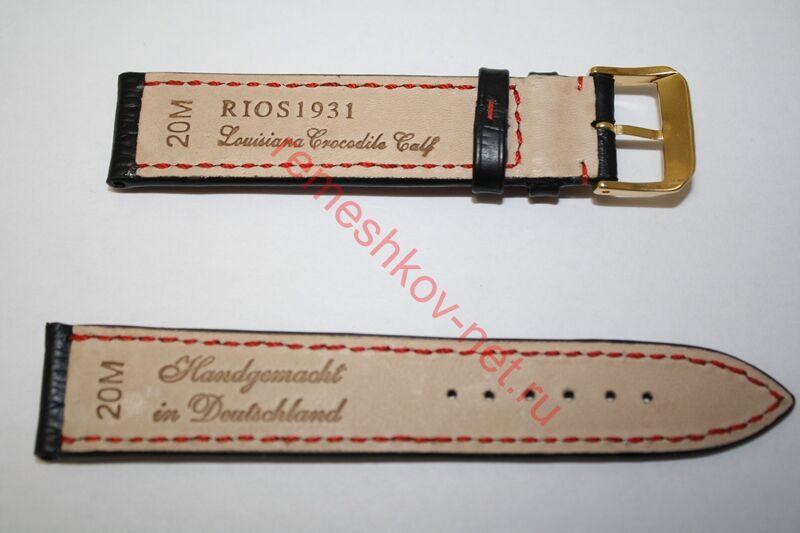 20M
RIOS1931
Louisiana Crocodile Calf
remeshkov-net.ru
20M
Handgemacht
in Deutschland